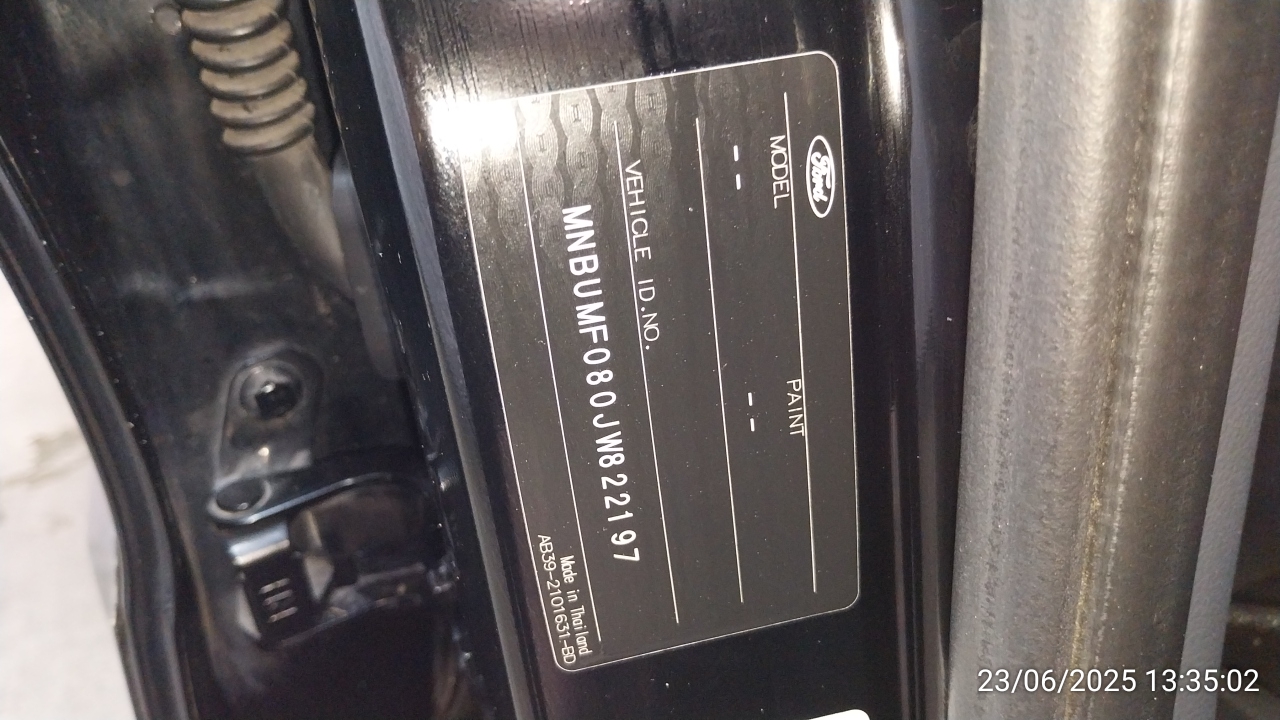 Ford
MODEL PAINT
-- --
VEHICLE ID.NO.
MNBUMF080JW822197
Made in Thailand
AB39-2101631-BD
23/06/2025 13:35:02